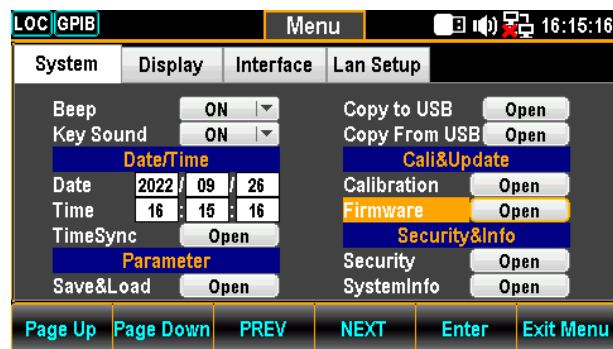 LOC GPIB Menu 16:15:16
System Display Interface Lan Setup
Beep ON
Key Sound ON
Date/Time
Date 2022 / 09 / 26
Time 16 : 15 : 16
TimeSync Open
Parameter
Save&Load Open
Copy to USB Open
Copy From USB Open
Cali&Update
Calibration Open
Firmware Open
Security&Info
Security Open
SystemInfo Open
Page Up Page Down PREV NEXT Enter Exit Menu